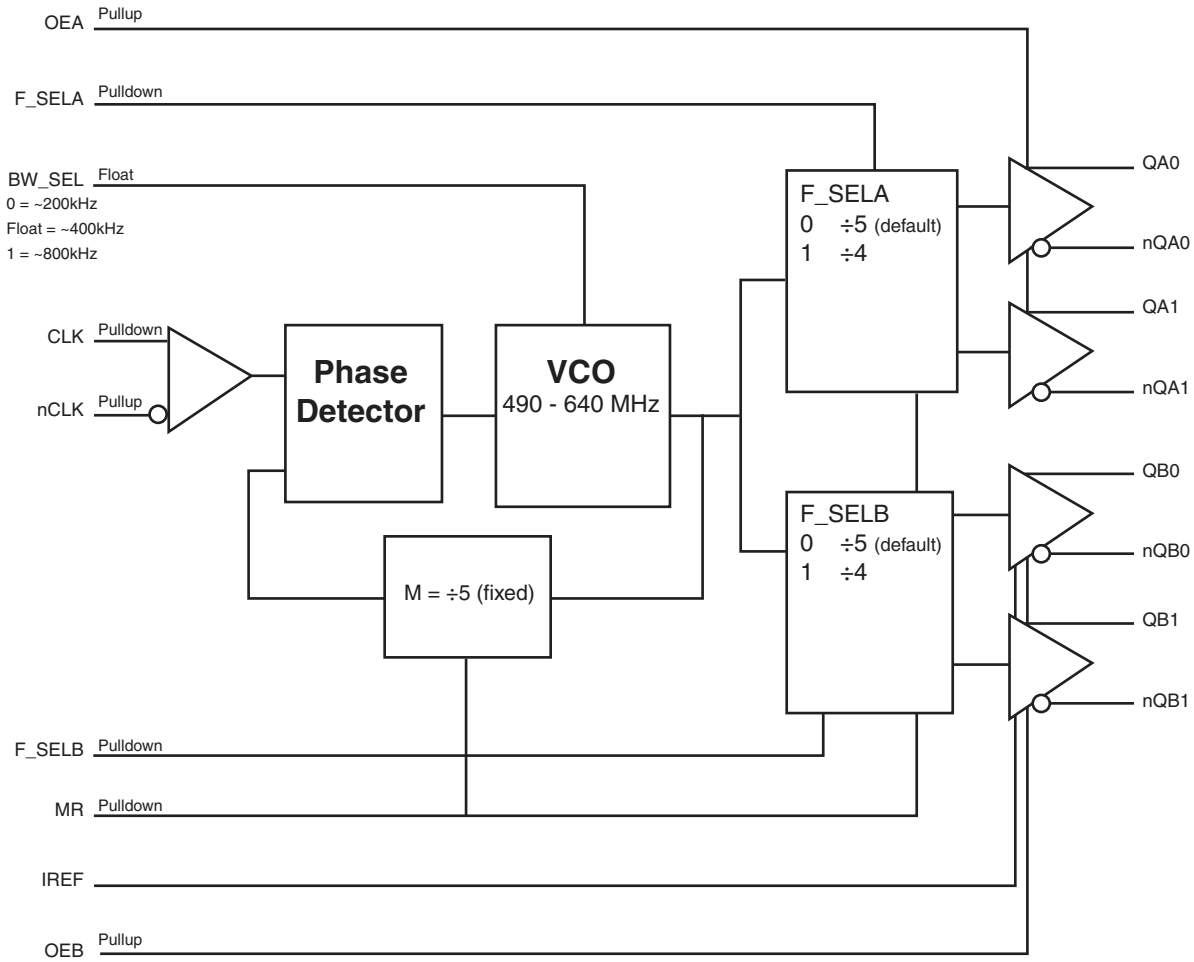 OEA Pullup
F_SELA Pulldown
BW_SEL Float
0 = ~200kHz
Float = ~400kHz
1 = ~800kHz
CLK Pulldown
nCLK Pullup
Phase
Detector
VCO
490 - 640 MHz
M = ÷5 (fixed)
F_SELA
0 ÷5 (default)
1 ÷4
F_SELB
0 ÷5 (default)
1 ÷4
QA0
nQA0
QA1
nQA1
QB0
nQB0
QB1
nQB1
F_SELB Pulldown
MR Pulldown
IREF
OEB Pullup